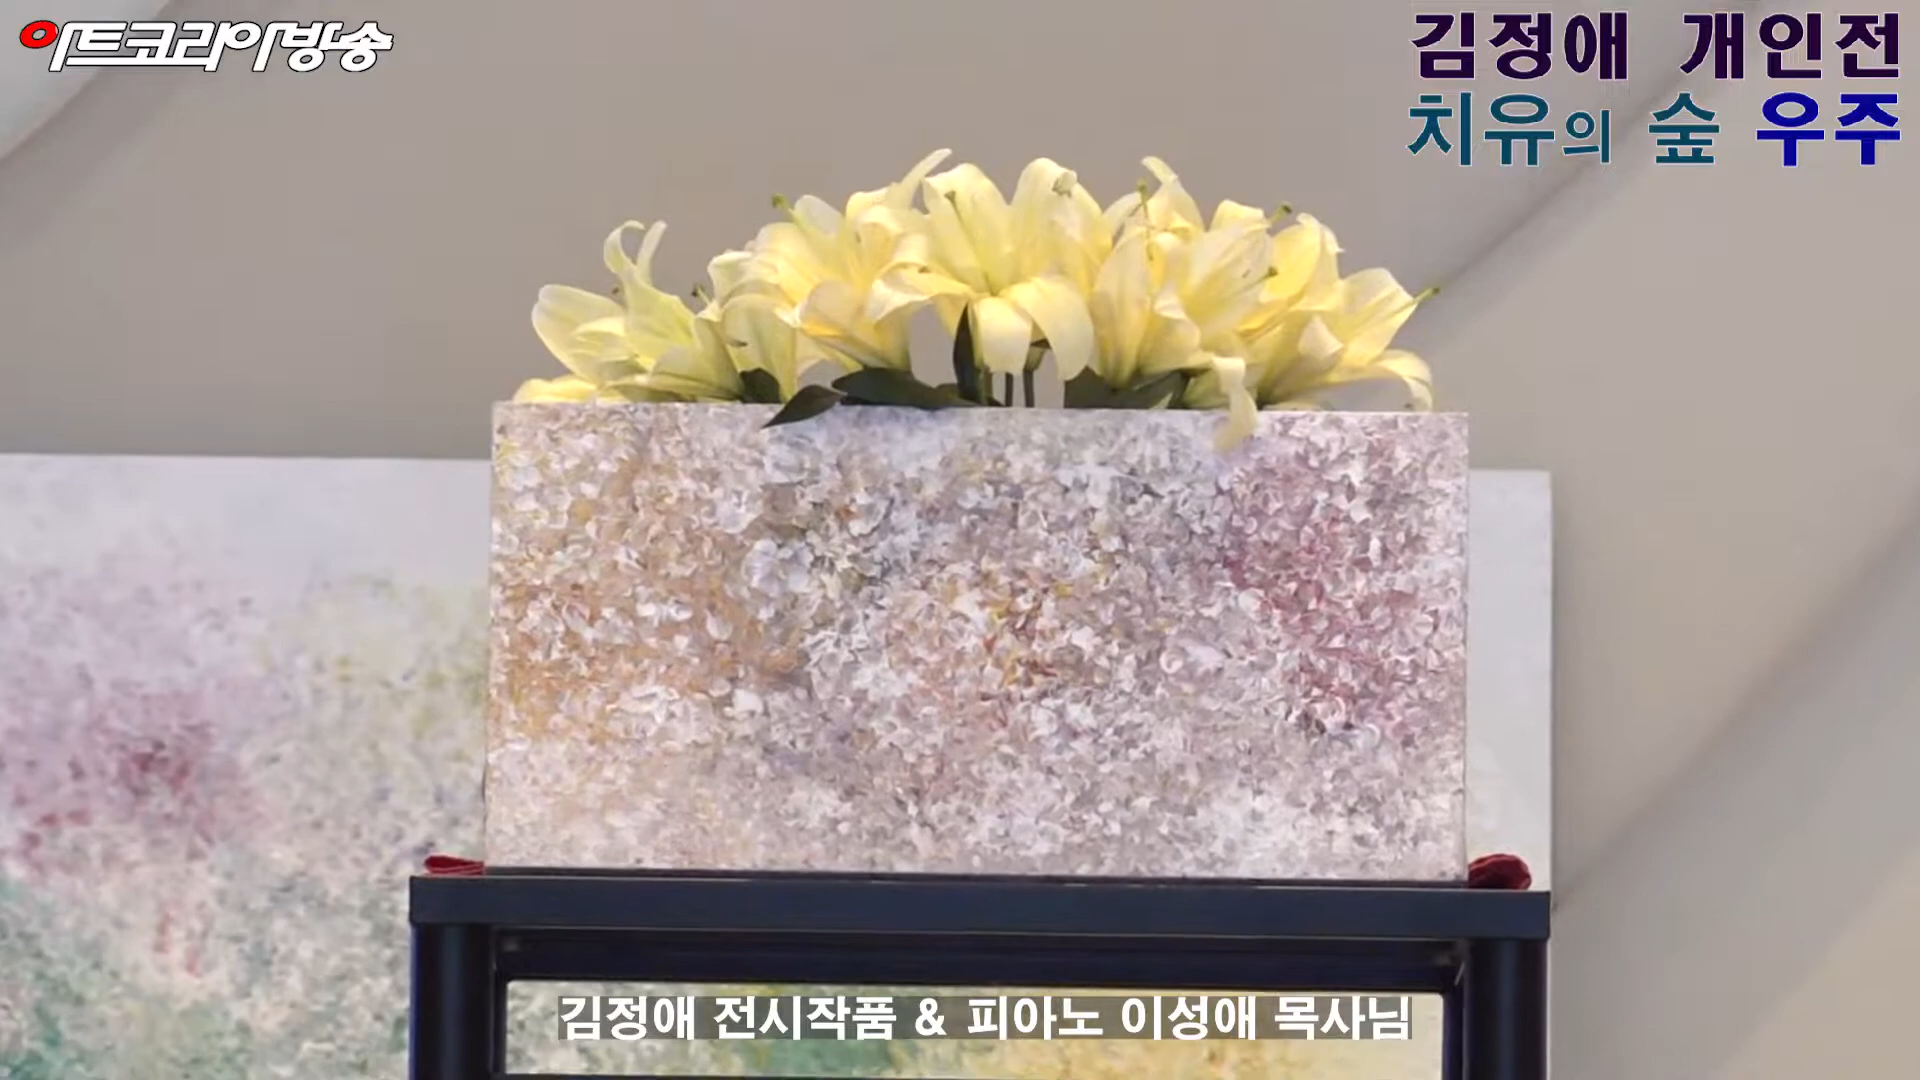 아트코리아방송
김정애 개인전
치유의 숲 우주
김정애 전시작품 & 피아노 이성애 목사님